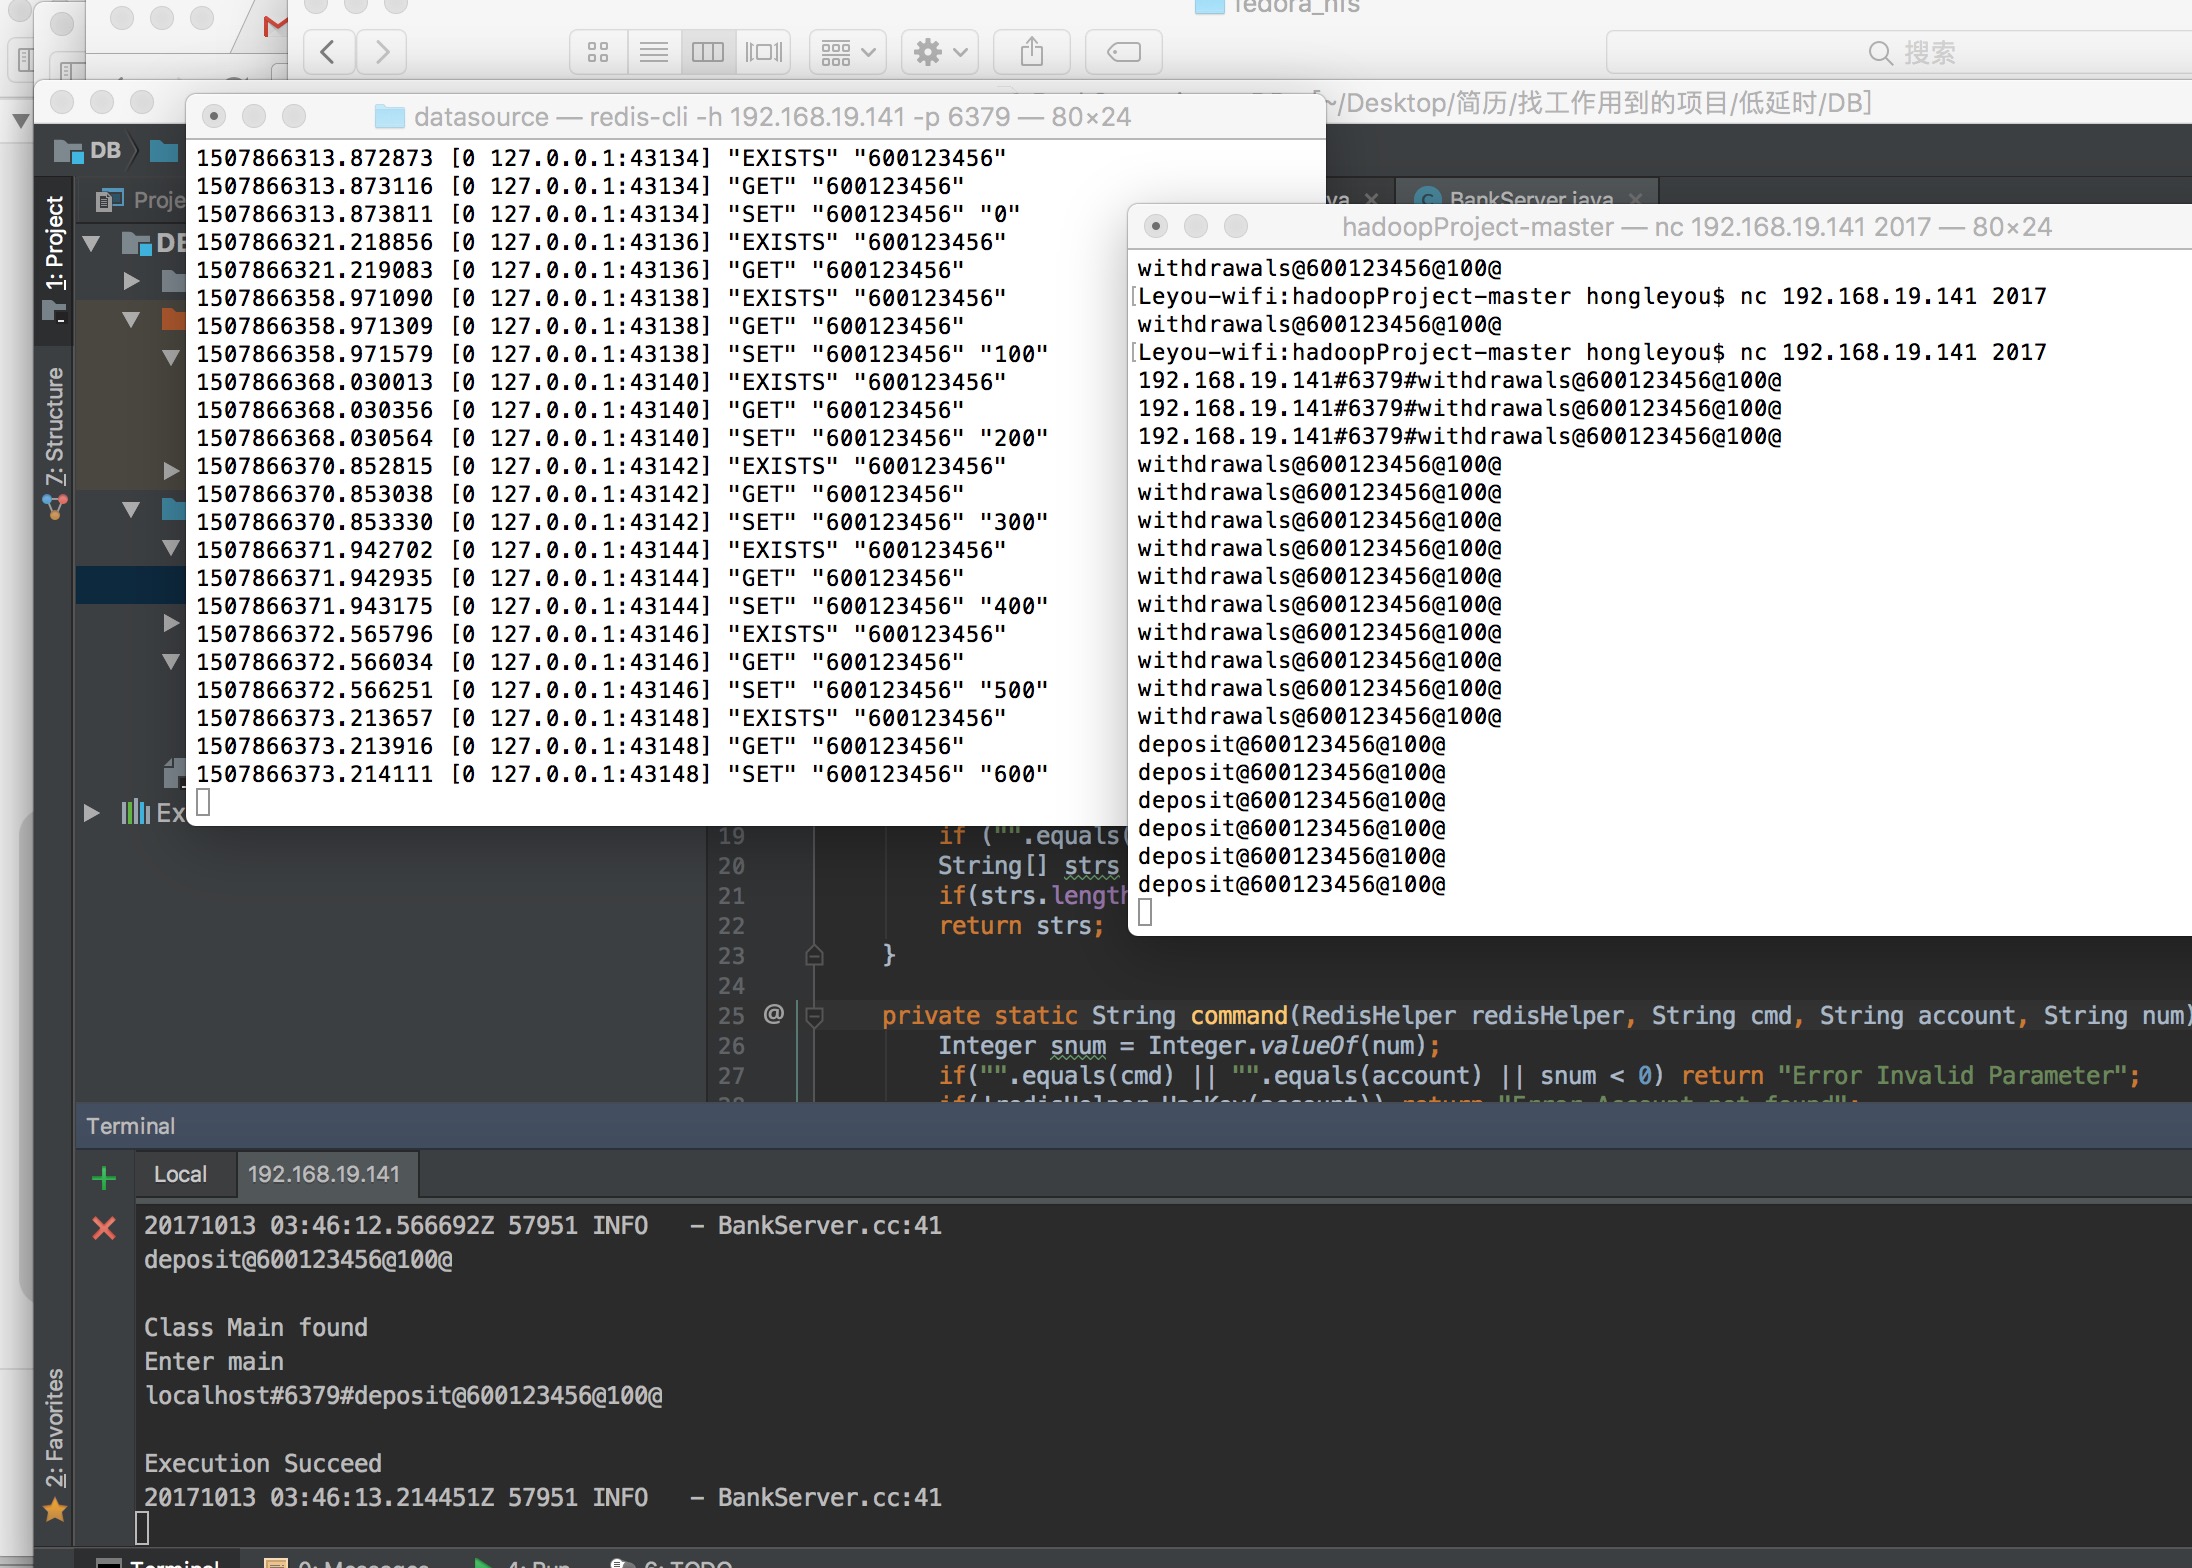 fedora_nfs
搜索
~/Desktop/简历/找工作用到的项目/低延时/DB]
datasource — redis-cli -h 192.168.19.141 -p 6379 — 80×24
DB
1507866313.872873 [0 127.0.0.1:43134] "EXISTS" "600123456"
1507866313.873116 [0 127.0.0.1:43134] "GET" "600123456"
1507866313.873811 [0 127.0.0.1:43134] "SET" "600123456" "0"
1507866321.218856 [0 127.0.0.1:43136] "EXISTS" "600123456"
1507866321.219083 [0 127.0.0.1:43136] "GET" "600123456"
1507866358.971090 [0 127.0.0.1:43138] "EXISTS" "600123456"
1507866358.971309 [0 127.0.0.1:43138] "GET" "600123456"
1507866358.971579 [0 127.0.0.1:43138] "SET" "600123456" "100"
1507866368.030013 [0 127.0.0.1:43140] "EXISTS" "600123456"
1507866368.030356 [0 127.0.0.1:43140] "GET" "600123456"
1507866368.030564 [0 127.0.0.1:43140] "SET" "600123456" "200"
1507866370.852815 [0 127.0.0.1:43142] "EXISTS" "600123456"
1507866370.853038 [0 127.0.0.1:43142] "GET" "600123456"
1507866370.853330 [0 127.0.0.1:43142] "SET" "600123456" "300"
1507866371.942702 [0 127.0.0.1:43144] "EXISTS" "600123456"
1507866371.942935 [0 127.0.0.1:43144] "GET" "600123456"
1507866371.943175 [0 127.0.0.1:43144] "SET" "600123456" "400"
1507866372.565796 [0 127.0.0.1:43146] "EXISTS" "600123456"
1507866372.566034 [0 127.0.0.1:43146] "GET" "600123456"
1507866372.566251 [0 127.0.0.1:43146] "SET" "600123456" "500"
1507866373.213657 [0 127.0.0.1:43148] "EXISTS" "600123456"
1507866373.213916 [0 127.0.0.1:43148] "GET" "600123456"
1507866373.214111 [0 127.0.0.1:43148] "SET" "600123456" "600"
va
BankServer.java
hadoopProject-master — nc 192.168.19.141 2017 — 80×24
withdrawals@600123456@100@
[Leyou-wifi:hadoopProject-master hongleyou$ nc 192.168.19.141 2017
withdrawals@600123456@100@
[Leyou-wifi:hadoopProject-master hongleyou$ nc 192.168.19.141 2017
192.168.19.141#6379#withdrawals@600123456@100@
192.168.19.141#6379#withdrawals@600123456@100@
192.168.19.141#6379#withdrawals@600123456@100@
withdrawals@600123456@100@
withdrawals@600123456@100@
withdrawals@600123456@100@
withdrawals@600123456@100@
withdrawals@600123456@100@
withdrawals@600123456@100@
withdrawals@600123456@100@
withdrawals@600123456@100@
withdrawals@600123456@100@
withdrawals@600123456@100@
deposit@600123456@100@
deposit@600123456@100@
deposit@600123456@100@
deposit@600123456@100@
deposit@600123456@100@
deposit@600123456@100@
1: Project
7: Structure
2: Favorites
Proje
DB
Ex
19 if ("".equals(
20 String[] strs
21 if(strs.length
22 return strs;
23 }
24
25 @ private static String command(RedisHelper redisHelper, String cmd, String account, String num)
26 Integer snum = Integer.valueOf(num);
27 if("".equals(cmd) || "".equals(account) || snum < 0) return "Error Invalid Parameter";
28 if(!redisHelper.HasKey(account)) return "Error Account not found";
Terminal
Local 192.168.19.141
20171013 03:46:12.566692Z 57951 INFO - BankServer.cc:41
deposit@600123456@100@
Class Main found
Enter main
localhost#6379#deposit@600123456@100@
Execution Succeed
20171013 03:46:13.214451Z 57951 INFO - BankServer.cc:41
Terminal 0: Messages 4: Run 6: TODO